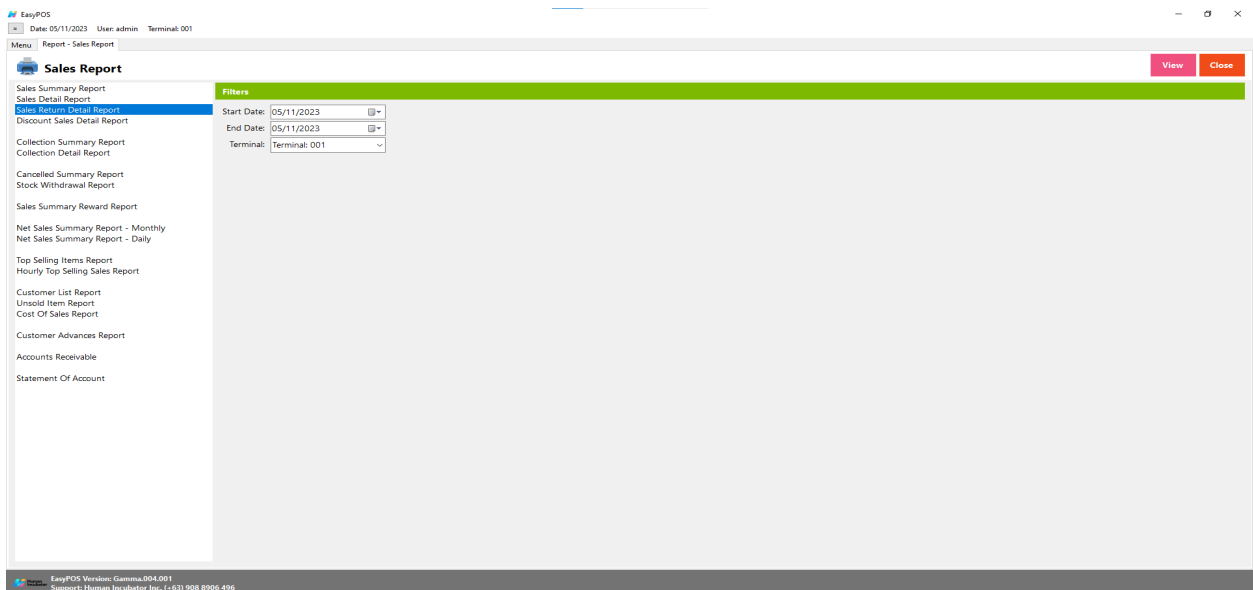 EasyPOS
Date: 05/11/2023 User: admin Terminal: 001
Menu Report - Sales Report
Sales Report
View Close
Sales Summary Report
Sales Detail Report
Sales Return Detail Report
Discount Sales Detail Report
Collection Summary Report
Collection Detail Report
Cancelled Summary Report
Stock Withdrawal Report
Sales Summary Reward Report
Net Sales Summary Report - Monthly
Net Sales Summary Report - Daily
Top Selling Items Report
Hourly Top Selling Sales Report
Customer List Report
Unsold Item Report
Cost Of Sales Report
Customer Advances Report
Accounts Receivable
Statement Of Account
Filters
Start Date: 05/11/2023
End Date: 05/11/2023
Terminal: Terminal: 001
Human
Incubator
EasyPOS Version: Gamma.004.001
Support: Human Incubator Inc. (+63) 908 8906 496